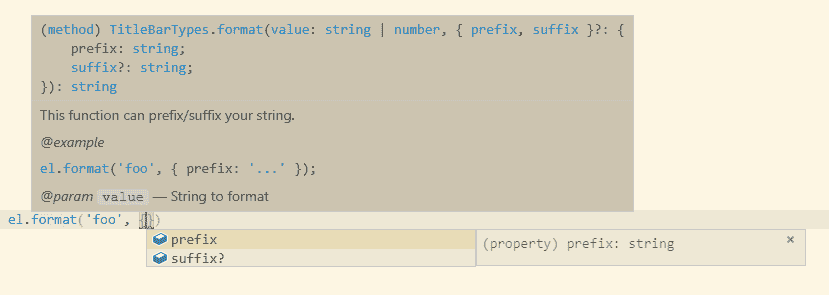 (method) TitleBarTypes.format(value: string | number, { prefix, suffix }?: {
    prefix: string;
    suffix?: string;
}): string
This function can prefix/suffix your string.
@example
el.format('foo', { prefix: '...' });
@param value — String to format
el.format('foo', {})
prefix
(property) prefix: string ×
suffix?